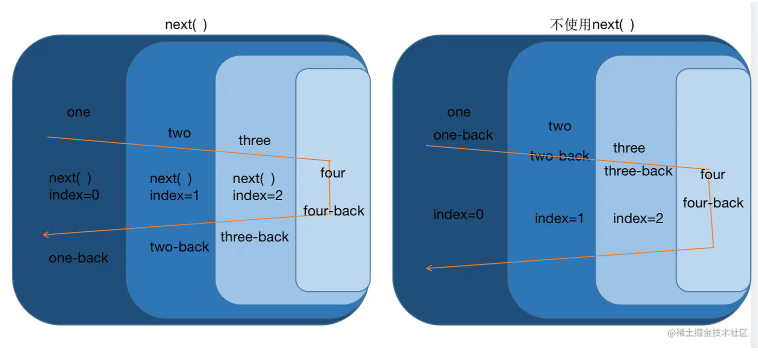 next( )
one
two
three
four
next( )
index=0
next( )
index=1
next( )
index=2
four-back
three-back
two-back
one-back
不使用next( )
one
one-back
two
two-back
three
three-back
four
four-back
index=0
index=1
index=2
@稀土掘金技术社区